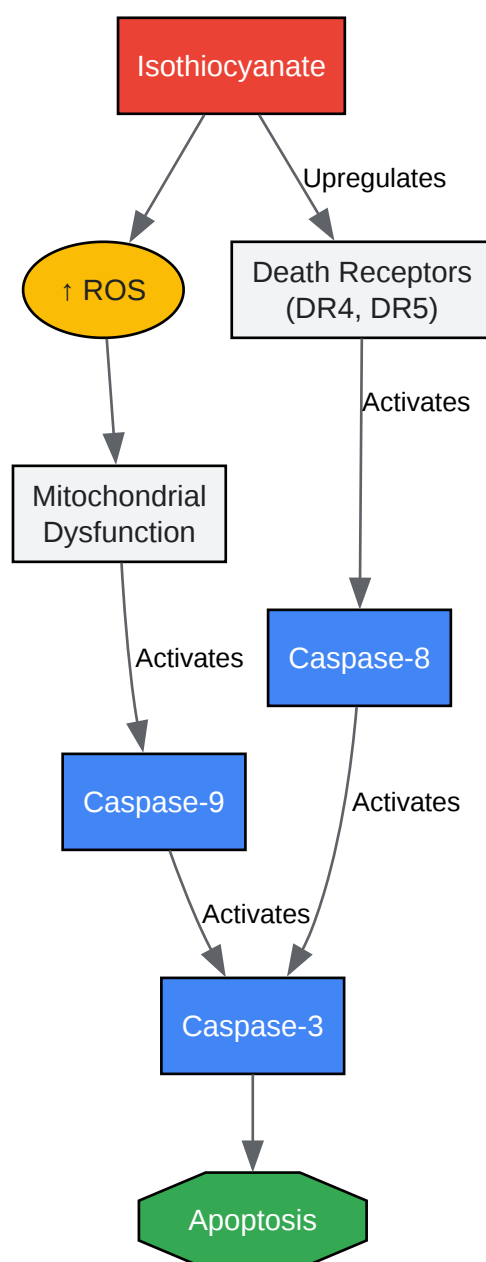 Isothiocyanate
Upregulates
↑ ROS
Death Receptors
(DR4, DR5)
Activates
Mitochondrial
Dysfunction
Activates
Caspase-8
Caspase-9
Activates
Activates
Caspase-3
Apoptosis